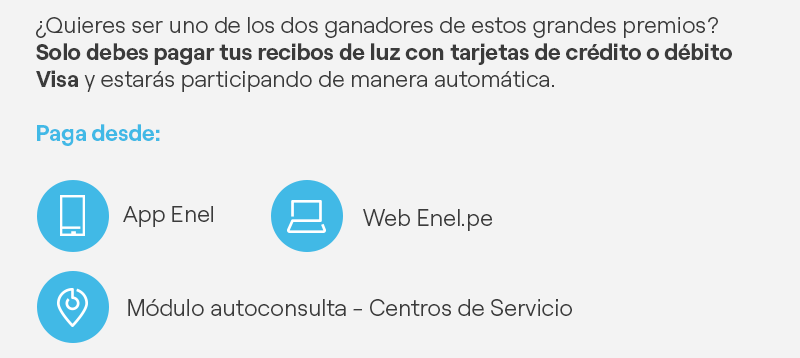 ¿Quieres ser uno de los dos ganadores de estos grandes premios?
Solo debes pagar tus recibos de luz con tarjetas de crédito o débito
Visa y estarás participando de manera automática.
Paga desde:
App Enel
Web Enel.pe
Módulo autoconsulta - Centros de Servicio